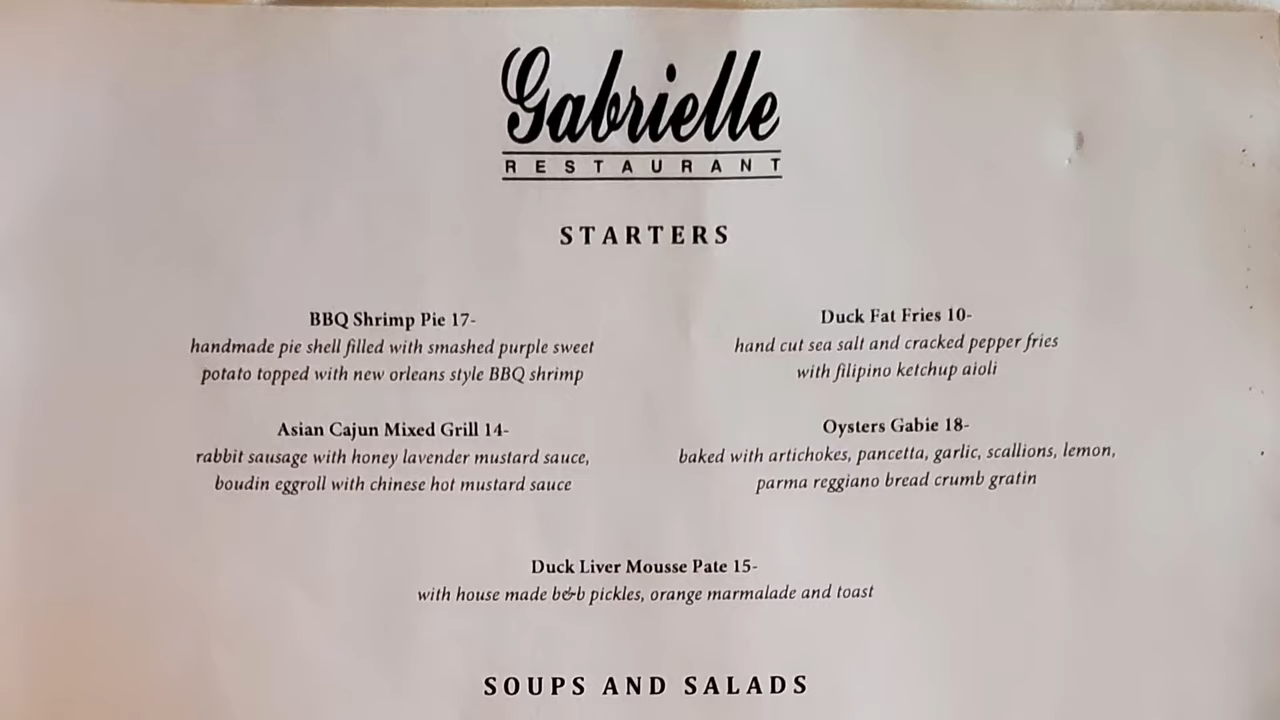 Gabrielle
RESTAURANT
STARTERS
BBQ Shrimp Pie 17-
handmade pie shell filled with smashed purple sweet
potato topped with new orleans style BBQ shrimp
Duck Fat Fries 10-
hand cut sea salt and cracked pepper fries
with filipino ketchup aioli
Asian Cajun Mixed Grill 14-
rabbit sausage with honey lavender mustard sauce,
boudin eggroll with chinese hot mustard sauce
Oysters Gabie 18-
baked with artichokes, pancetta, garlic, scallions, lemon,
parma reggiano bread crumb gratin
Duck Liver Mousse Pate 15-
with house made b&b pickles, orange marmalade and toast
SOUPS AND SALADS